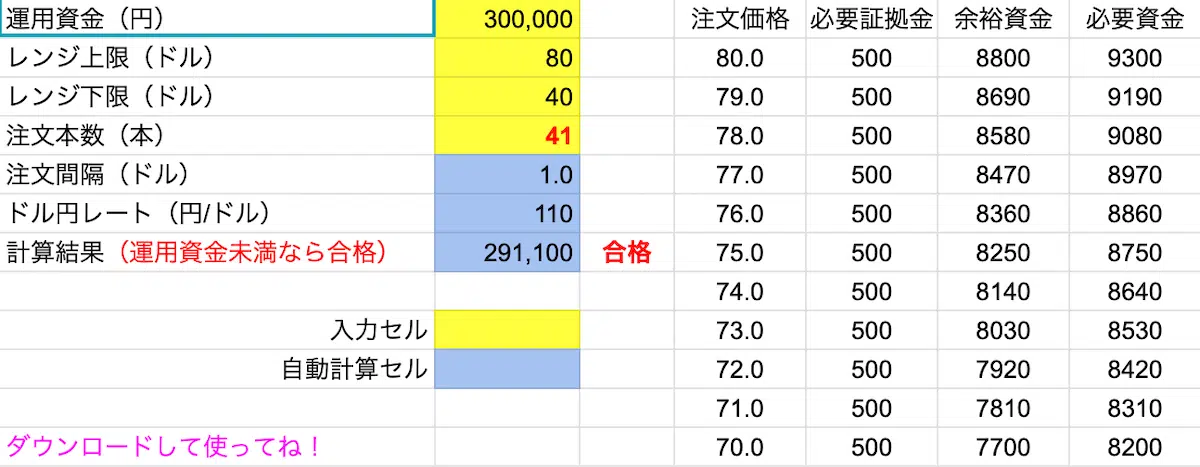 運用資金（円） 300,000 注文価格 必要証拠金 余裕資金 必要資金
レンジ上限（ドル） 80 80.0 500 8800 9300
レンジ下限（ドル） 40 79.0 500 8690 9190
注文本数（本） 41 78.0 500 8580 9080
注文間隔（ドル） 1.0 77.0 500 8470 8970
ドル円レート（円/ドル） 110 76.0 500 8360 8860
計算結果（運用資金未満なら合格） 291,100 合格 75.0 500 8250 8750
74.0 500 8140 8640
入力セル 73.0 500 8030 8530
自動計算セル 72.0 500 7920 8420
71.0 500 7810 8310
ダウンロードして使ってね！ 70.0 500 7700 8200